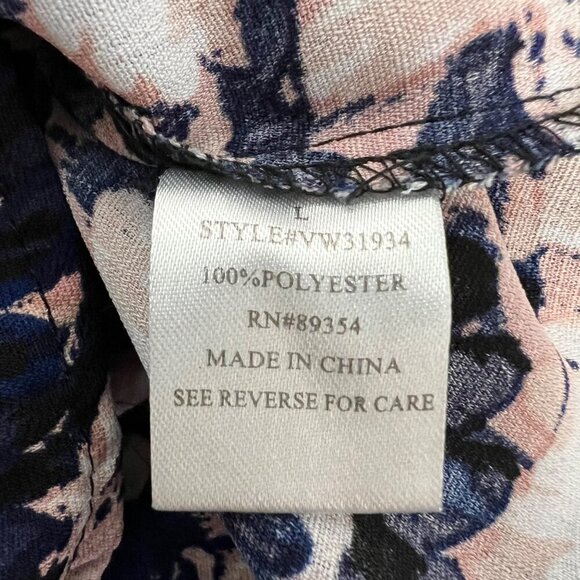 L
STYLE#VW31934
100%POLYESTER
RN#89354
MADE IN CHINA
SEE REVERSE FOR CARE